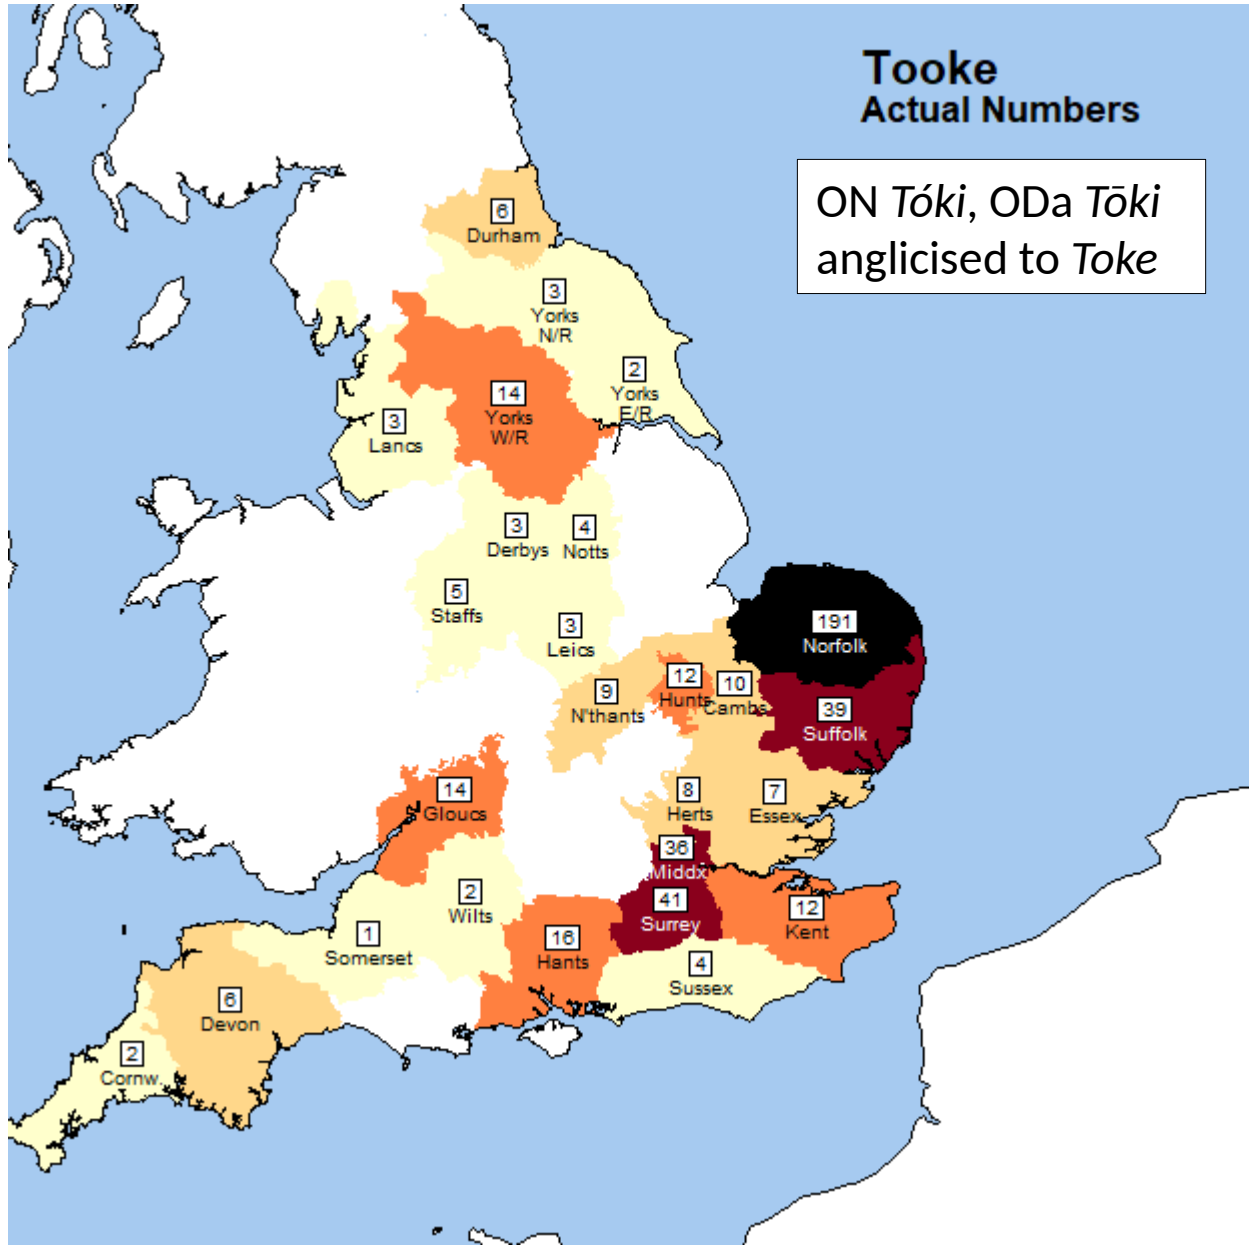 Tooke
Actual Numbers
ON Tóki, ODa Tōki
anglicised to Toke
6
Durham
3
Yorks
N/R
2
Yorks
E/R
14
Yorks
W/R
3
Lancs
3
Derbys
4
Notts
5
Staffs
3
Leics
191
Norfolk
12
Hunts
10
Cambs
9
N'thants
39
Suffolk
14
Gloucs
8
Herts
7
Essex
36
Middx
2
Wilts
41
Surrey
12
Kent
1
Somerset
16
Hants
4
Sussex
6
Devon
2
Cornw.